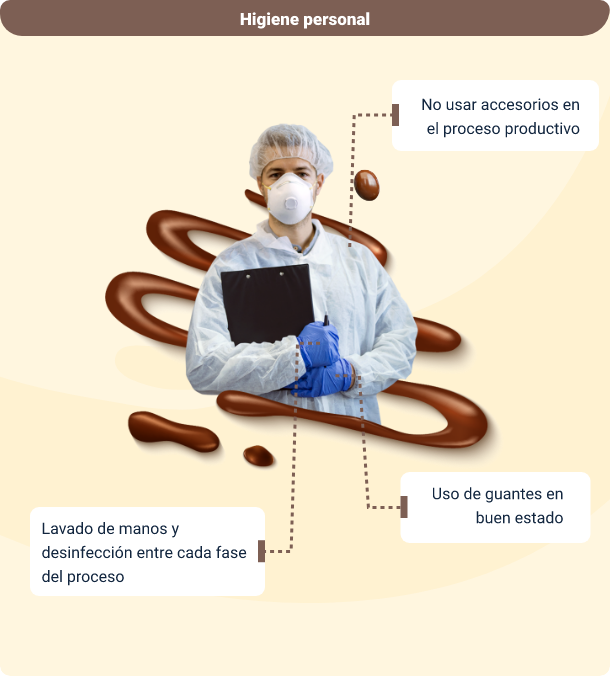 Higiene personal
No usar accesorios en
el proceso productivo
Uso de guantes en
buen estado
Lavado de manos y
desinfección entre cada fase
del proceso